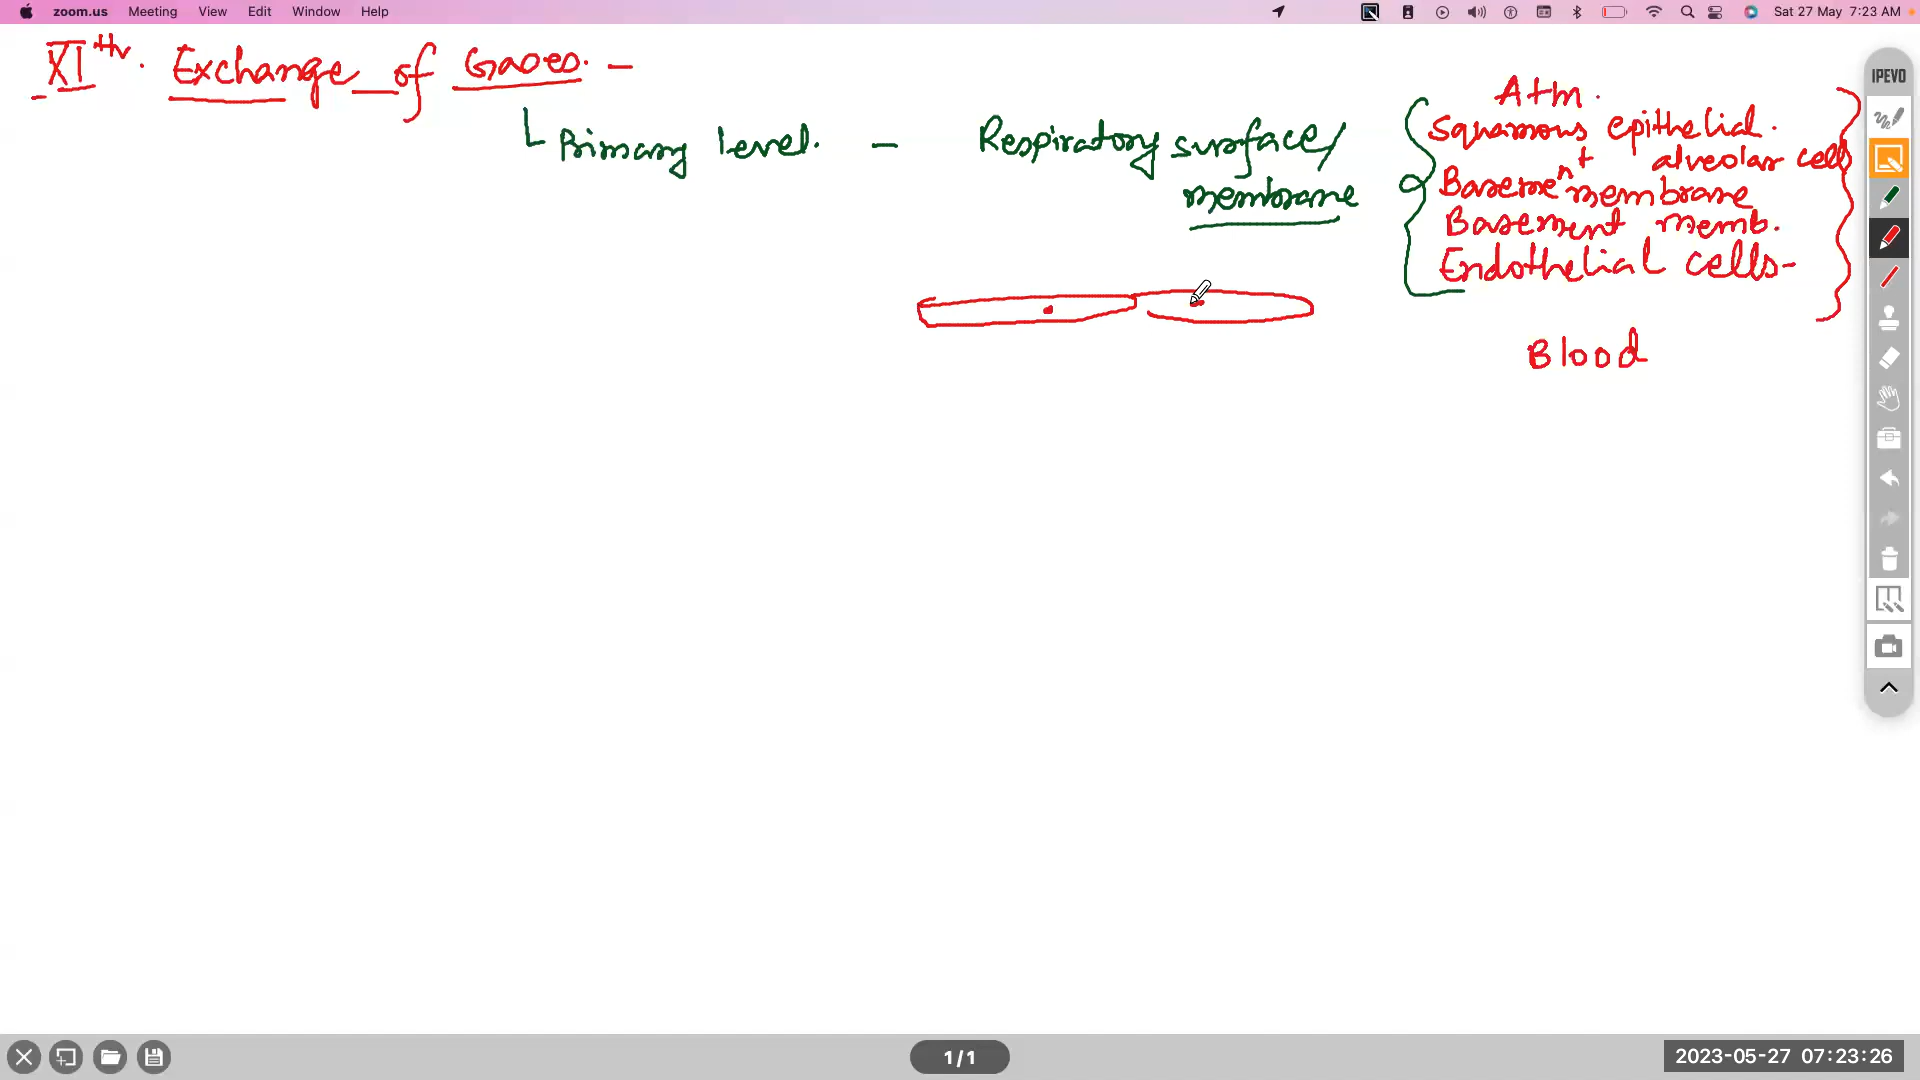 zoom.us Meeting View Edit Window Help Sat 27 May 7:23 AM
XIth. Exchange of Gases. -
Primary level. - Respiratory surface/
membrane
Atm.
Squamous epithelial.
alveolar cell
Basement membrane
Basement memb.
Endothelial cells-
Blood
IPEVO
1/1
2023-05-27 07:23:26